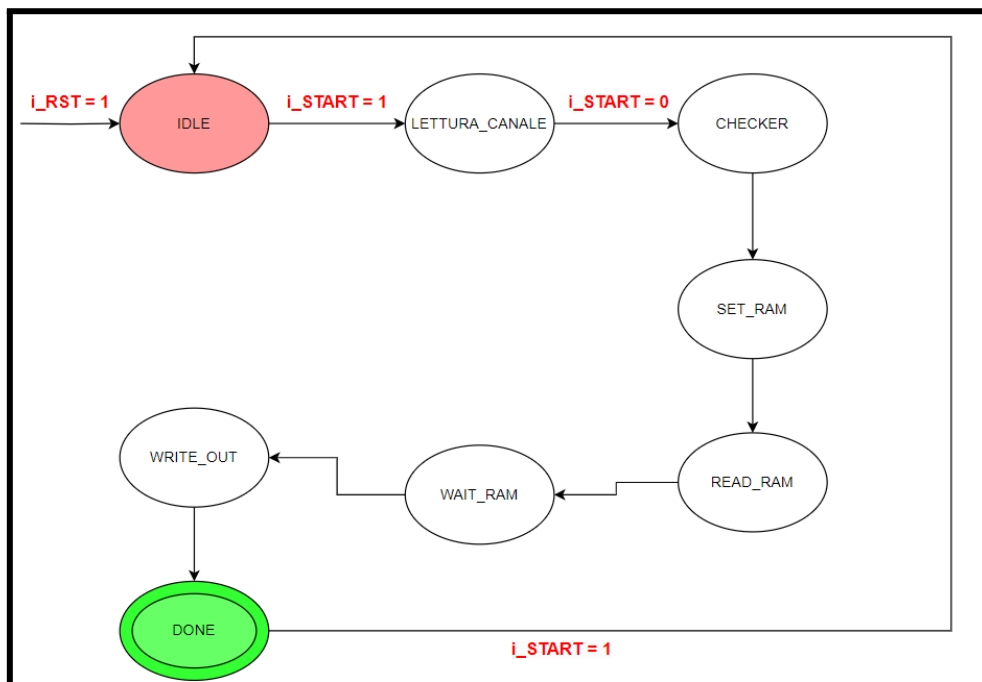 i_RST = 1
IDLE
i_START = 1
LETTURA_CANALE
i_START = 0
CHECKER
SET_RAM
READ_RAM
WAIT_RAM
WRITE_OUT
DONE
i_START = 1